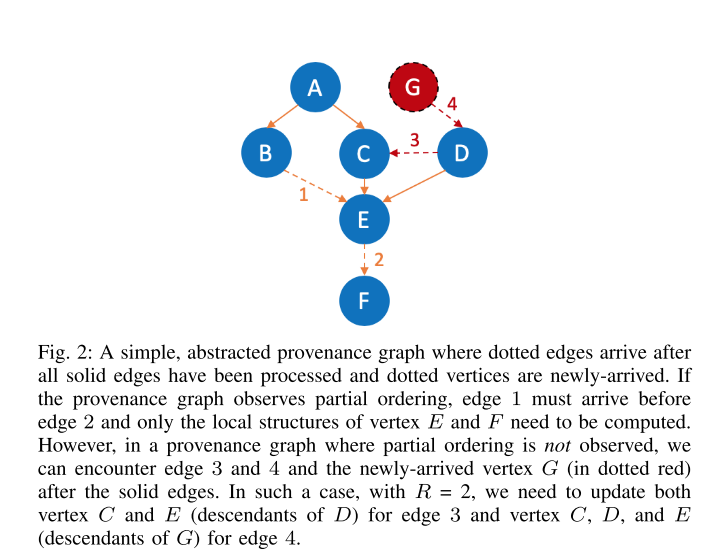 A
G
4
B
C
3
D
1
E
2
F
Fig. 2: A simple, abstracted provenance graph where dotted edges arrive after
all solid edges have been processed and dotted vertices are newly-arrived. If
the provenance graph observes partial ordering, edge 1 must arrive before
edge 2 and only the local structures of vertex E and F need to be computed.
However, in a provenance graph where partial ordering is not observed, we
can encounter edge 3 and 4 and the newly-arrived vertex G (in dotted red)
after the solid edges. In such a case, with R = 2, we need to update both
vertex C and E (descendants of D) for edge 3 and vertex C, D, and E
(descendants of G) for edge 4.